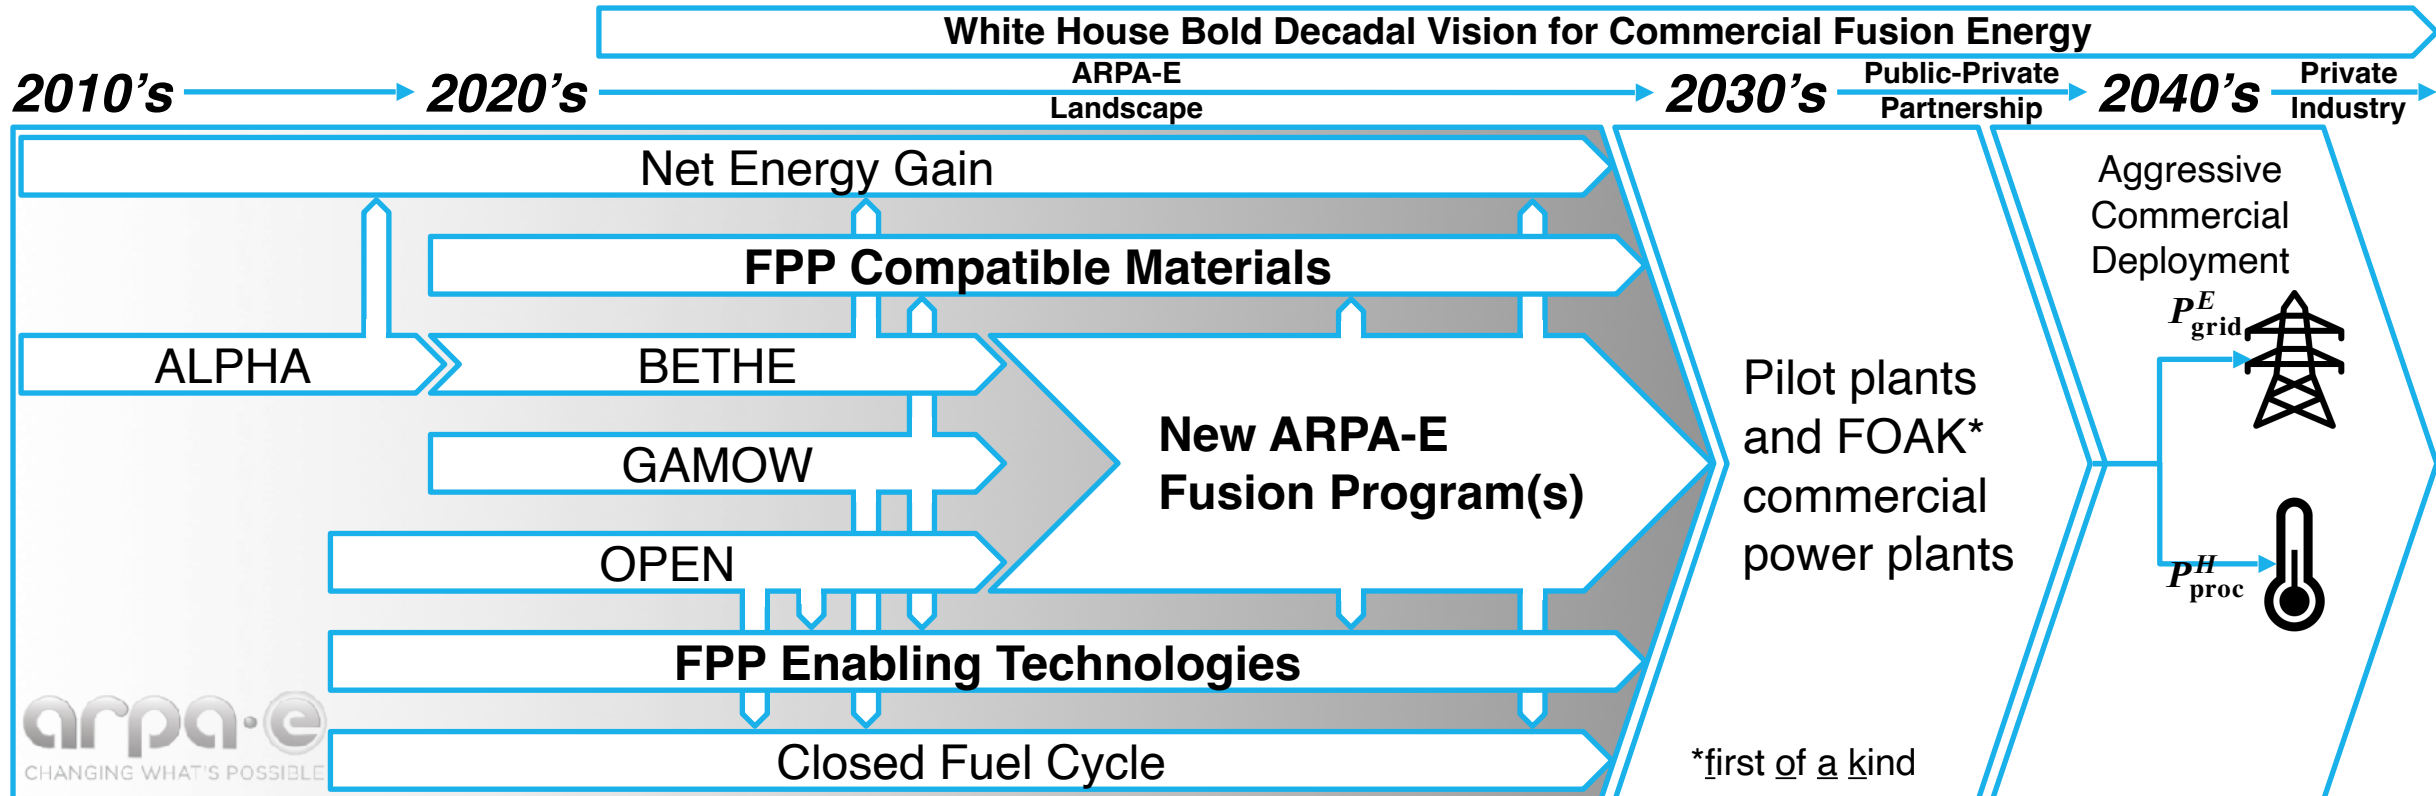 White House Bold Decadal Vision for Commercial Fusion Energy
2010's
2020's
ARPA-E
Landscape
2030's
Public-Private
Partnership
2040's
Private
Industry
Net Energy Gain
FPP Compatible Materials
ALPHA
BETHE
GAMOW
OPEN
New ARPA-E
Fusion Program(s)
FPP Enabling Technologies
Closed Fuel Cycle
arpa·e
CHANGING WHAT'S POSSIBLE
Pilot plants
and FOAK*
commercial
power plants
*first of a kind
Aggressive
Commercial
Deployment
P^E_grid
P^H_proc